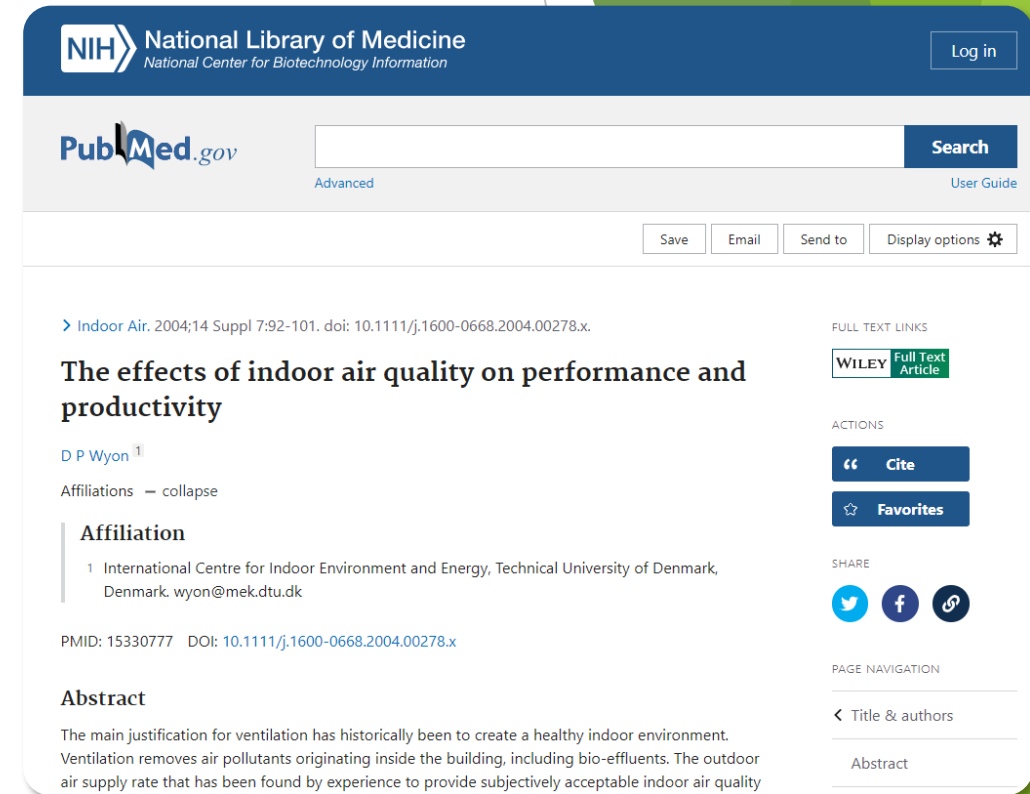 NIH National Library of Medicine
National Center for Biotechnology Information
Log in
PubMed.gov
Search
Advanced
User Guide
Save
Email
Send to
Display options
Indoor Air. 2004;14 Suppl 7:92-101. doi: 10.1111/j.1600-0668.2004.00278.x.
The effects of indoor air quality on performance and
productivity
D P Wyon 1
Affiliations — collapse
Affiliation
1 International Centre for Indoor Environment and Energy, Technical University of Denmark,
Denmark. wyon@mek.dtu.dk
PMID: 15330777 DOI: 10.1111/j.1600-0668.2004.00278.x
Abstract
The main justification for ventilation has historically been to create a healthy indoor environment.
Ventilation removes air pollutants originating inside the building, including bio-effluents. The outdoor
air supply rate that has been found by experience to provide subjectively acceptable indoor air quality
FULL TEXT LINKS
WILEY Full Text
Article
ACTIONS
Cite
Favorites
SHARE
PAGE NAVIGATION
Title & authors
Abstract